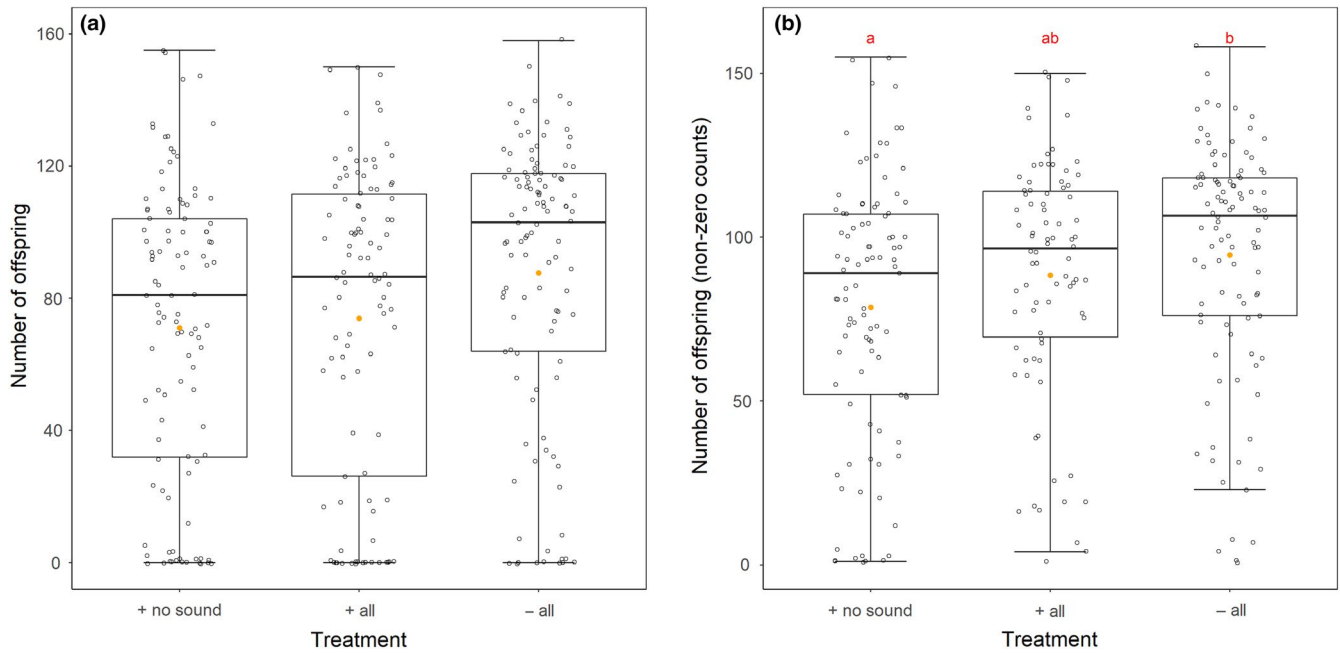 (a)
160
120
80
40
0
Number of offspring
+ no sound
+ all
– all
Treatment
(b)
a
ab
b
150
100
50
0
Number of offspring (non-zero counts)
+ no sound
+ all
– all
Treatment